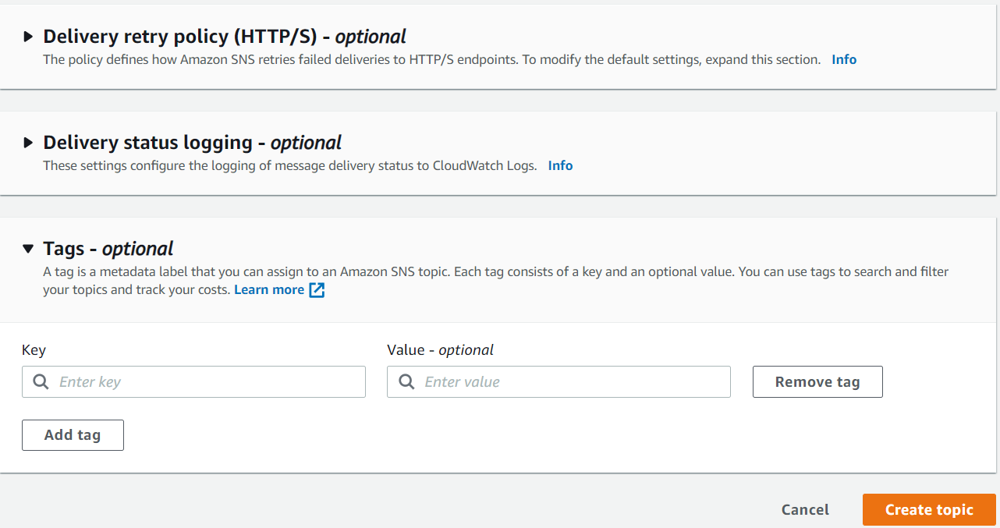 Delivery retry policy (HTTP/S) - optional
The policy defines how Amazon SNS retries failed deliveries to HTTP/S endpoints. To modify the default settings, expand this section. Info
Delivery status logging - optional
These settings configure the logging of message delivery status to CloudWatch Logs. Info
Tags - optional
A tag is a metadata label that you can assign to an Amazon SNS topic. Each tag consists of a key and an optional value. You can use tags to search and filter
your topics and track your costs. Learn more
Key Value - optional
Enter key Enter value Remove tag
Add tag
Cancel Create topic